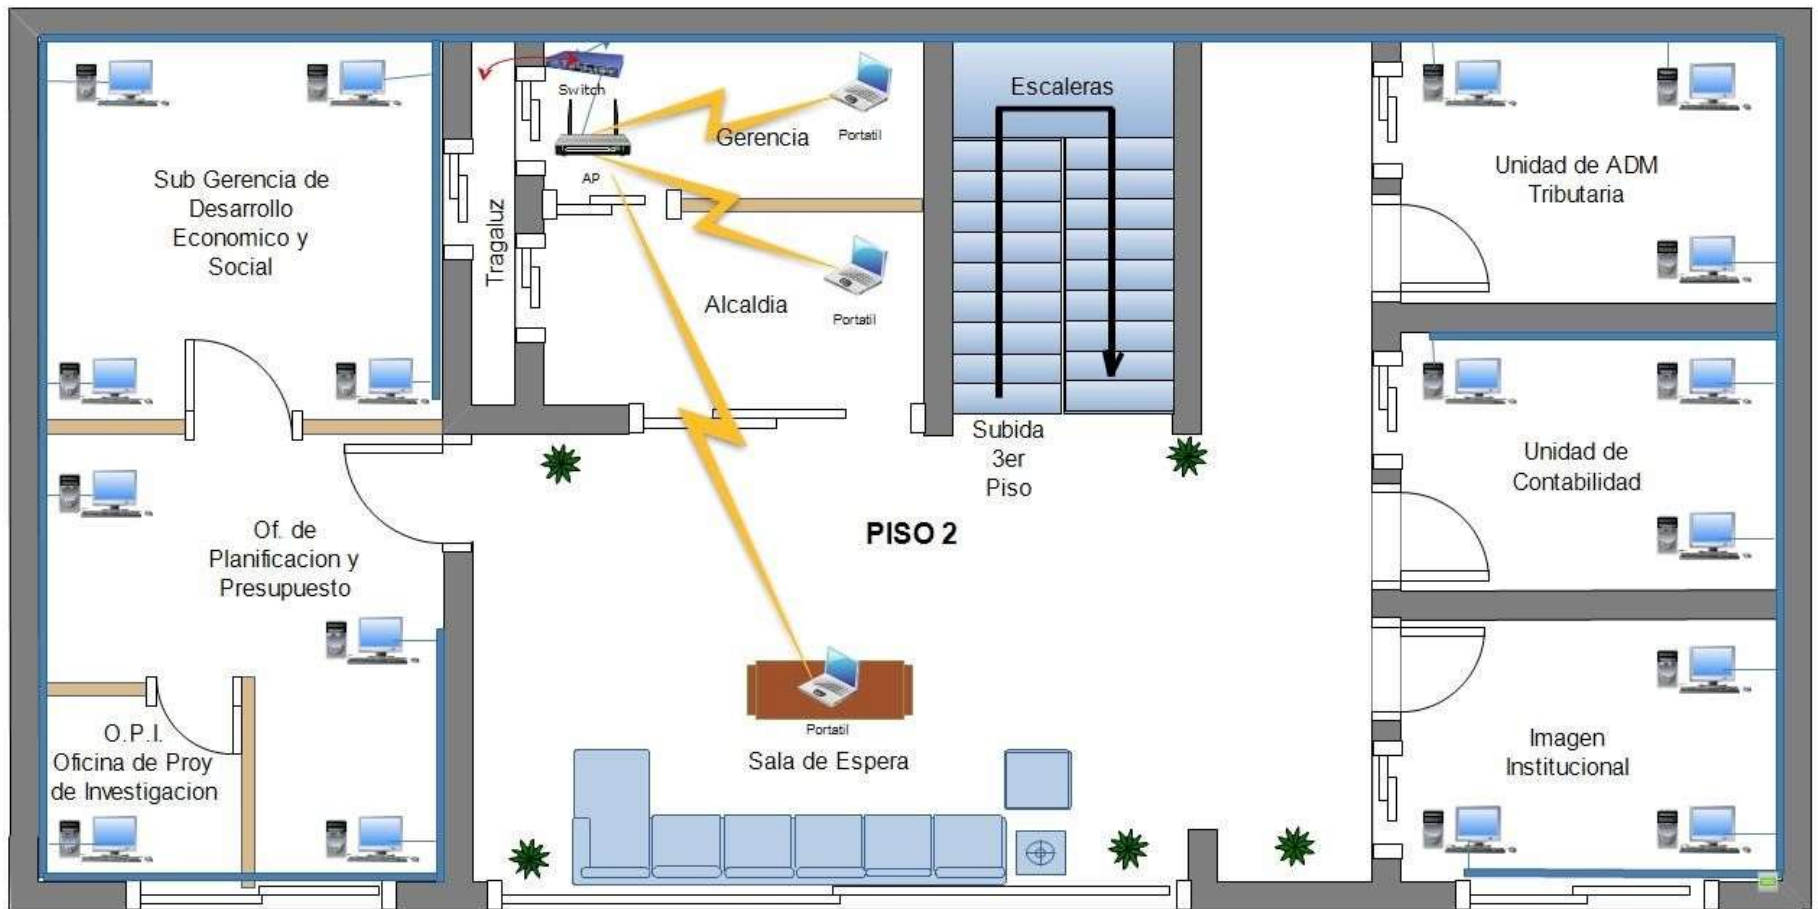 Sub Gerencia de
Desarrollo
Economico y
Social
Tragaluz
Switch
AP
Gerencia
Portatil
Alcaldia
Portatil
Escaleras
Subida
3er
Piso
Unidad de ADM
Tributaria
Unidad de
Contabilidad
Of. de
Planificacion y
Presupuesto
PISO 2
O.P.I.
Oficina de Proy
de Investigacion
Portatil
Sala de Espera
Imagen
Institucional